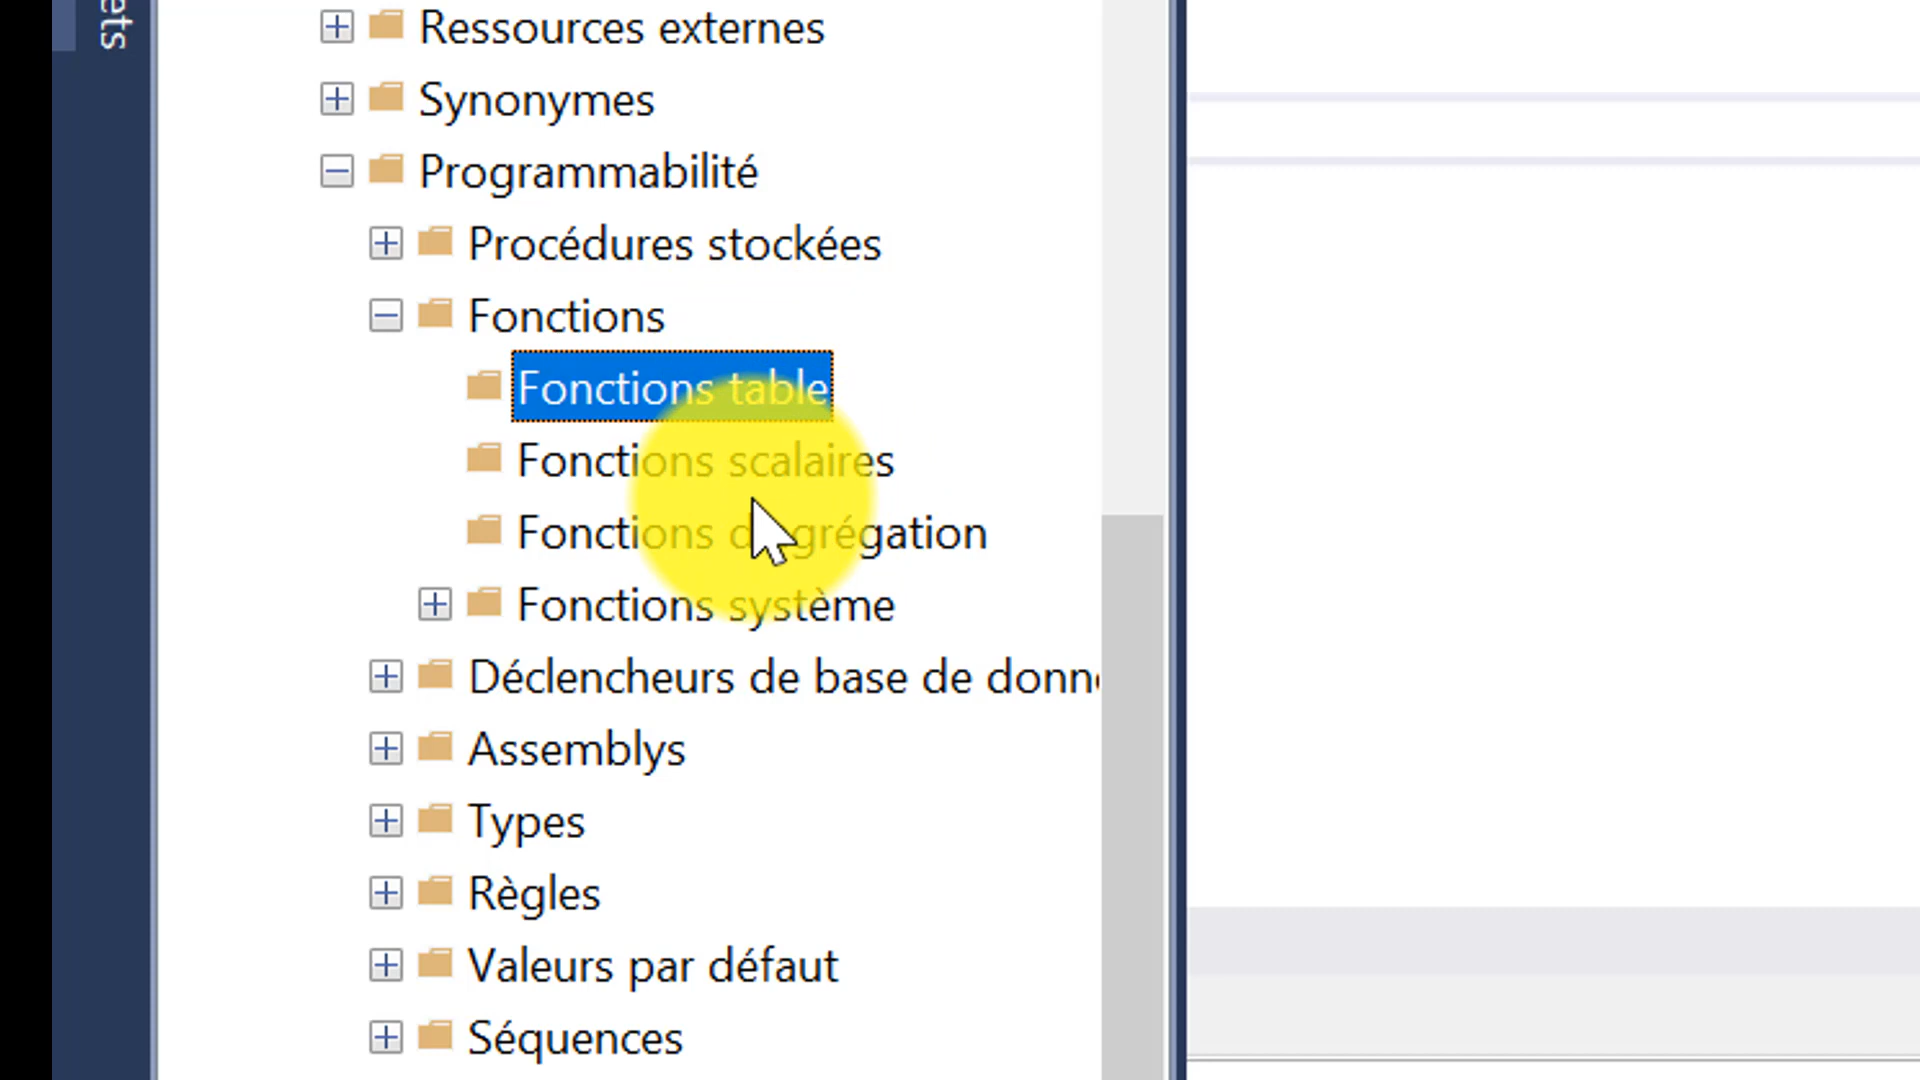 ets
Ressources externes
Synonymes
Programmabilité
Procédures stockées
Fonctions
Fonctions table
Fonctions scalaires
Fonctions d'agrégation
Fonctions système
Déclencheurs de base de donn
Assemblys
Types
Règles
Valeurs par défaut
Séquences